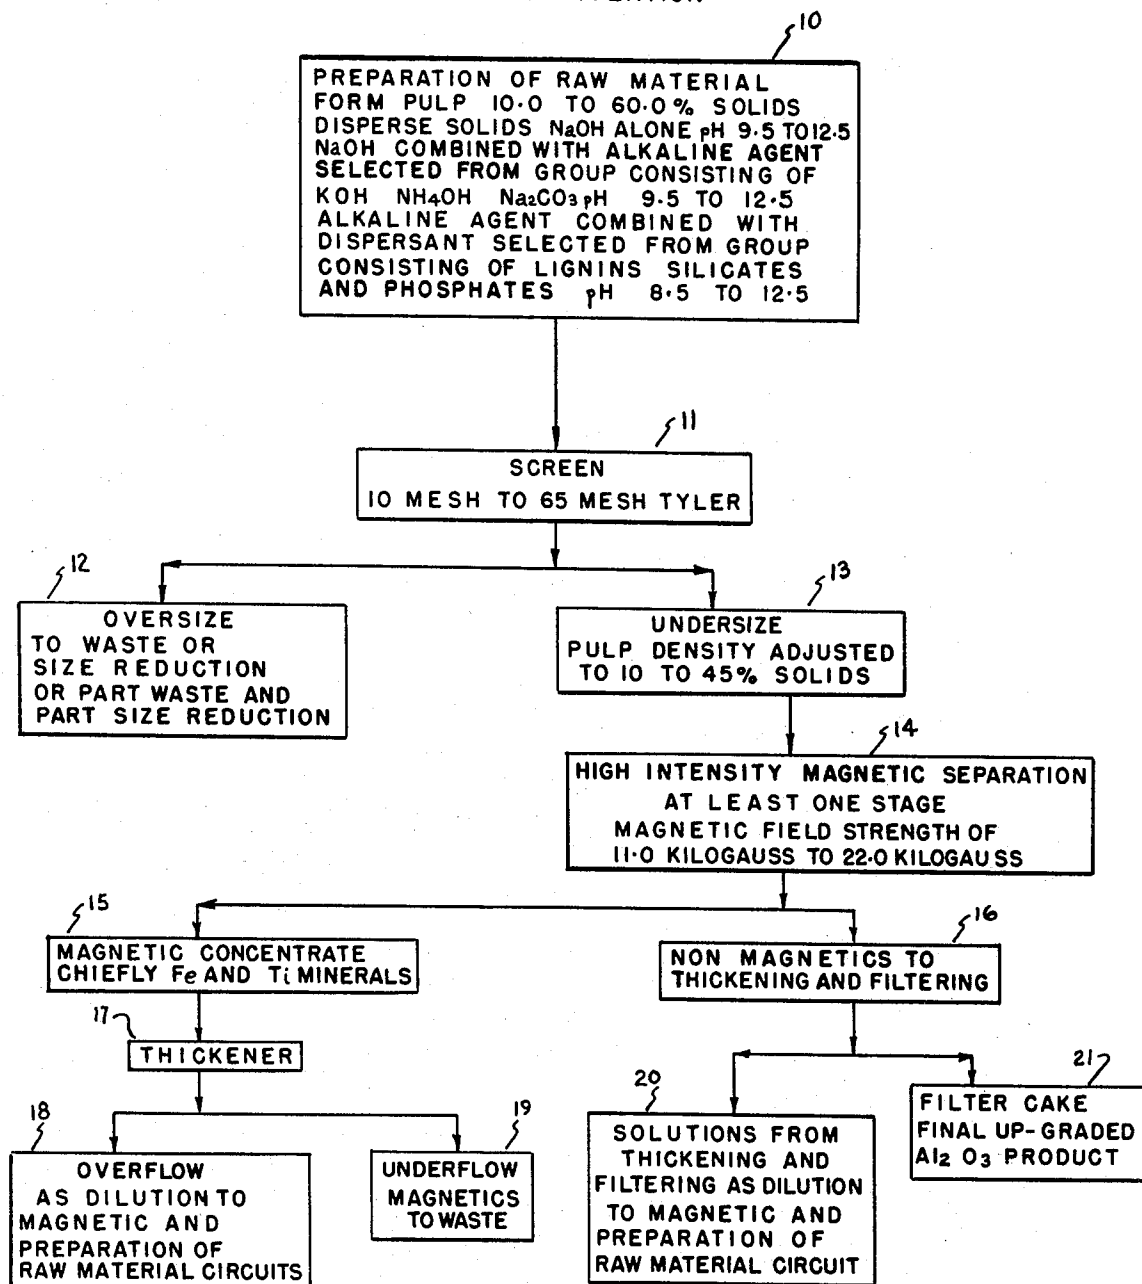 10
PREPARATION OF RAW MATERIAL
FORM PULP 10.0 TO 60.0% SOLIDS
DISPERSE SOLIDS NaOH ALONE pH 9.5 TO 12.5
NaOH COMBINED WITH ALKALINE AGENT
SELECTED FROM GROUP CONSISTING OF
KOH NH4OH Na2CO3 pH 9.5 TO 12.5
ALKALINE AGENT COMBINED WITH
DISPERSANT SELECTED FROM GROUP
CONSISTING OF LIGNINS SILICATES
AND PHOSPHATES pH 8.5 TO 12.5
11
SCREEN
10 MESH TO 65 MESH TYLER
12
OVERSIZE
TO WASTE OR
SIZE REDUCTION
OR PART WASTE AND
PART SIZE REDUCTION
13
UNDERSIZE
PULP DENSITY ADJUSTED
TO 10 TO 45% SOLIDS
14
HIGH INTENSITY MAGNETIC SEPARATION
AT LEAST ONE STAGE
MAGNETIC FIELD STRENGTH OF
11.0 KILOGAUSS TO 22.0 KILOGAUSS
15
MAGNETIC CONCENTRATE
CHIEFLY Fe AND Ti MINERALS
16
NON MAGNETICS TO
THICKENING AND FILTERING
17
THICKENER
18
OVERFLOW
AS DILUTION TO
MAGNETIC AND
PREPARATION OF
RAW MATERIAL CIRCUITS
19
UNDERFLOW
MAGNETICS
TO WASTE
20
SOLUTIONS FROM
THICKENING AND
FILTERING AS DILUTION
TO MAGNETIC AND
PREPARATION OF
RAW MATERIAL CIRCUIT
21
FILTER CAKE
FINAL UP-GRADED
Al2 O3 PRODUCT